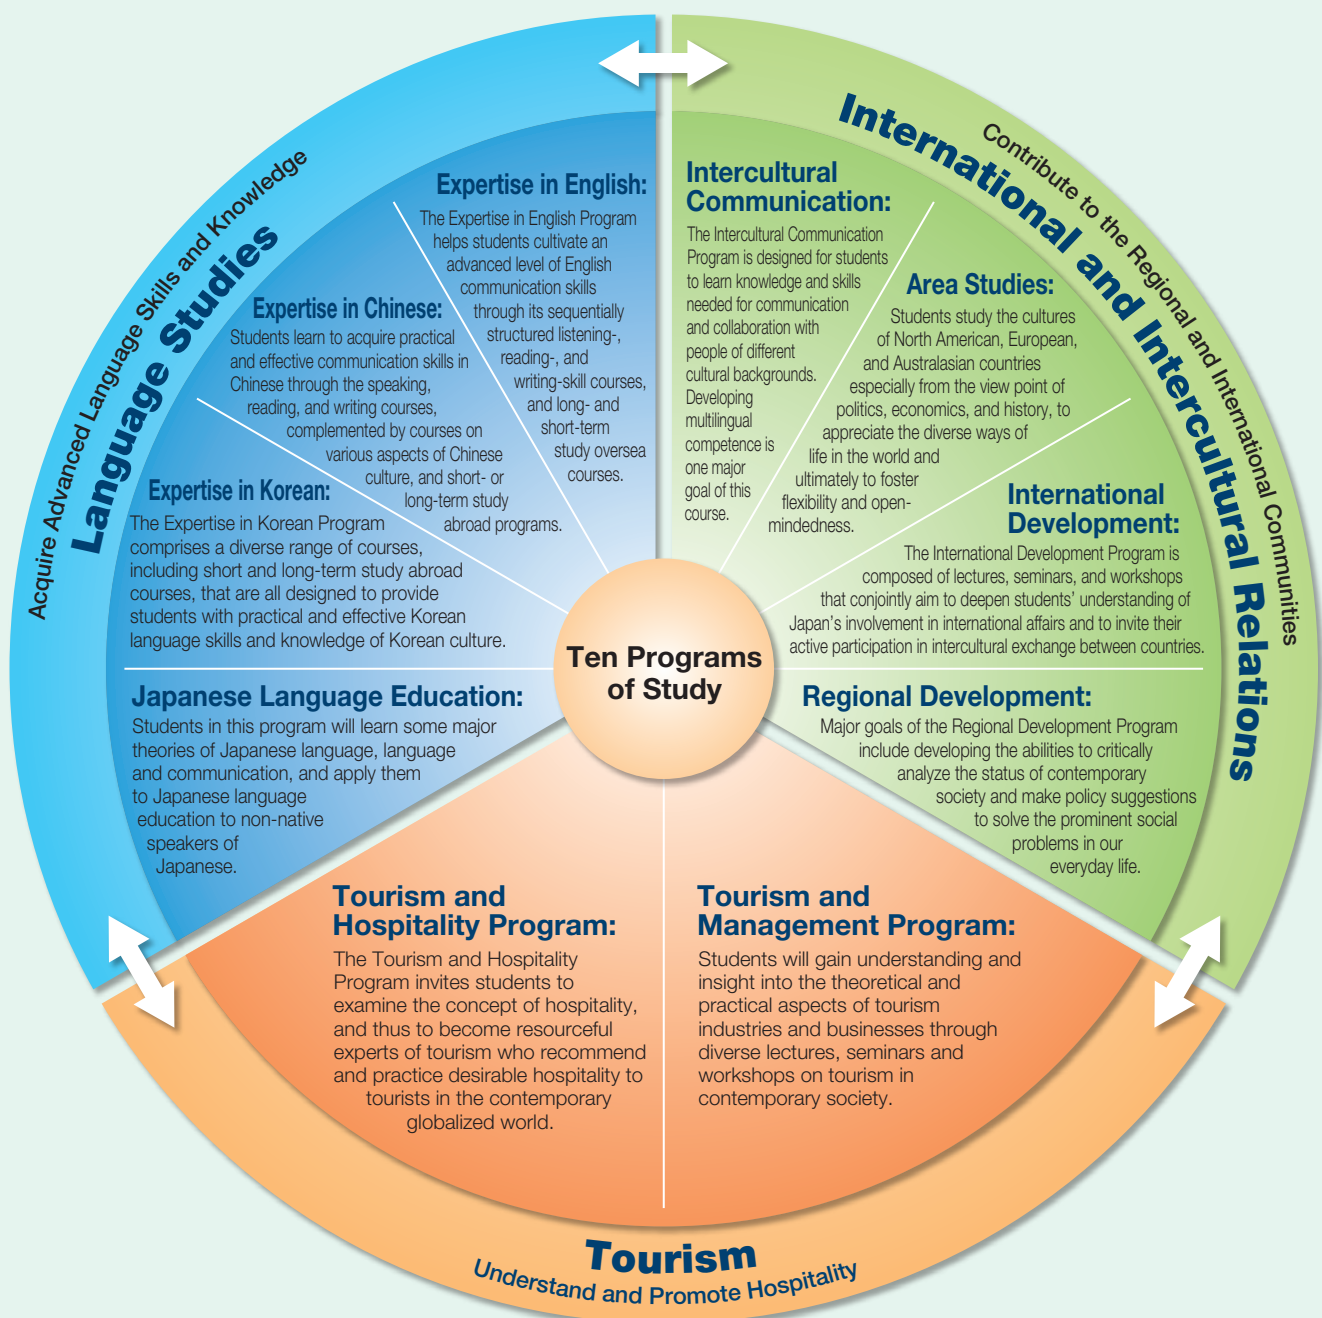 Ten Programs
of Study
Language Studies
Acquire Advanced Language Skills and Knowledge
Expertise in English:
The Expertise in English Program
helps students cultivate an
advanced level of English
communication skills
through its sequentially
structured listening-,
reading-, and
writing-skill courses,
and long- and
short-term
study oversea
courses.
Expertise in Chinese:
Students learn to acquire practical
and effective communication skills in
Chinese through the speaking,
reading, and writing courses,
complemented by courses on
various aspects of Chinese
culture, and short- or
long-term study
abroad programs.
Expertise in Korean:
The Expertise in Korean Program
comprises a diverse range of courses,
including short and long-term study abroad
courses, that are all designed to provide
students with practical and effective Korean
language skills and knowledge of Korean culture.
Japanese Language Education:
Students in this program will learn some major
theories of Japanese language, language
and communication, and apply them
to Japanese language
education to non-native
speakers of
Japanese.
International and Intercultural Relations
Contribute to the Regional and International Communities
Intercultural
Communication:
The Intercultural Communication
Program is designed for students
to learn knowledge and skills
needed for communication
and collaboration with
people of different
cultural backgrounds.
Developing
multilingual
competence is
one major
goal of this
course.
Area Studies:
Students study the cultures
of North American, European,
and Australasian countries
especially from the view point of
politics, economics, and history, to
appreciate the diverse ways of
life in the world and
ultimately to foster
flexibility and open-
mindedness.
International
Development:
The International Development Program is
composed of lectures, seminars, and workshops
that conjointly aim to deepen students' understanding of
Japan's involvement in international affairs and to invite their
active participation in intercultural exchange between countries.
Regional Development:
Major goals of the Regional Development Program
include developing the abilities to critically
analyze the status of contemporary
society and make policy suggestions
to solve the prominent social
problems in our
everyday life.
Tourism and
Hospitality Program:
The Tourism and Hospitality
Program invites students to
examine the concept of hospitality,
and thus to become resourceful
experts of tourism who recommend
and practice desirable hospitality to
tourists in the contemporary
globalized world.
Tourism and
Management Program:
Students will gain understanding and
insight into the theoretical and
practical aspects of tourism
industries and businesses through
diverse lectures, seminars and
workshops on tourism in
contemporary society.
Tourism
Understand and Promote Hospitality